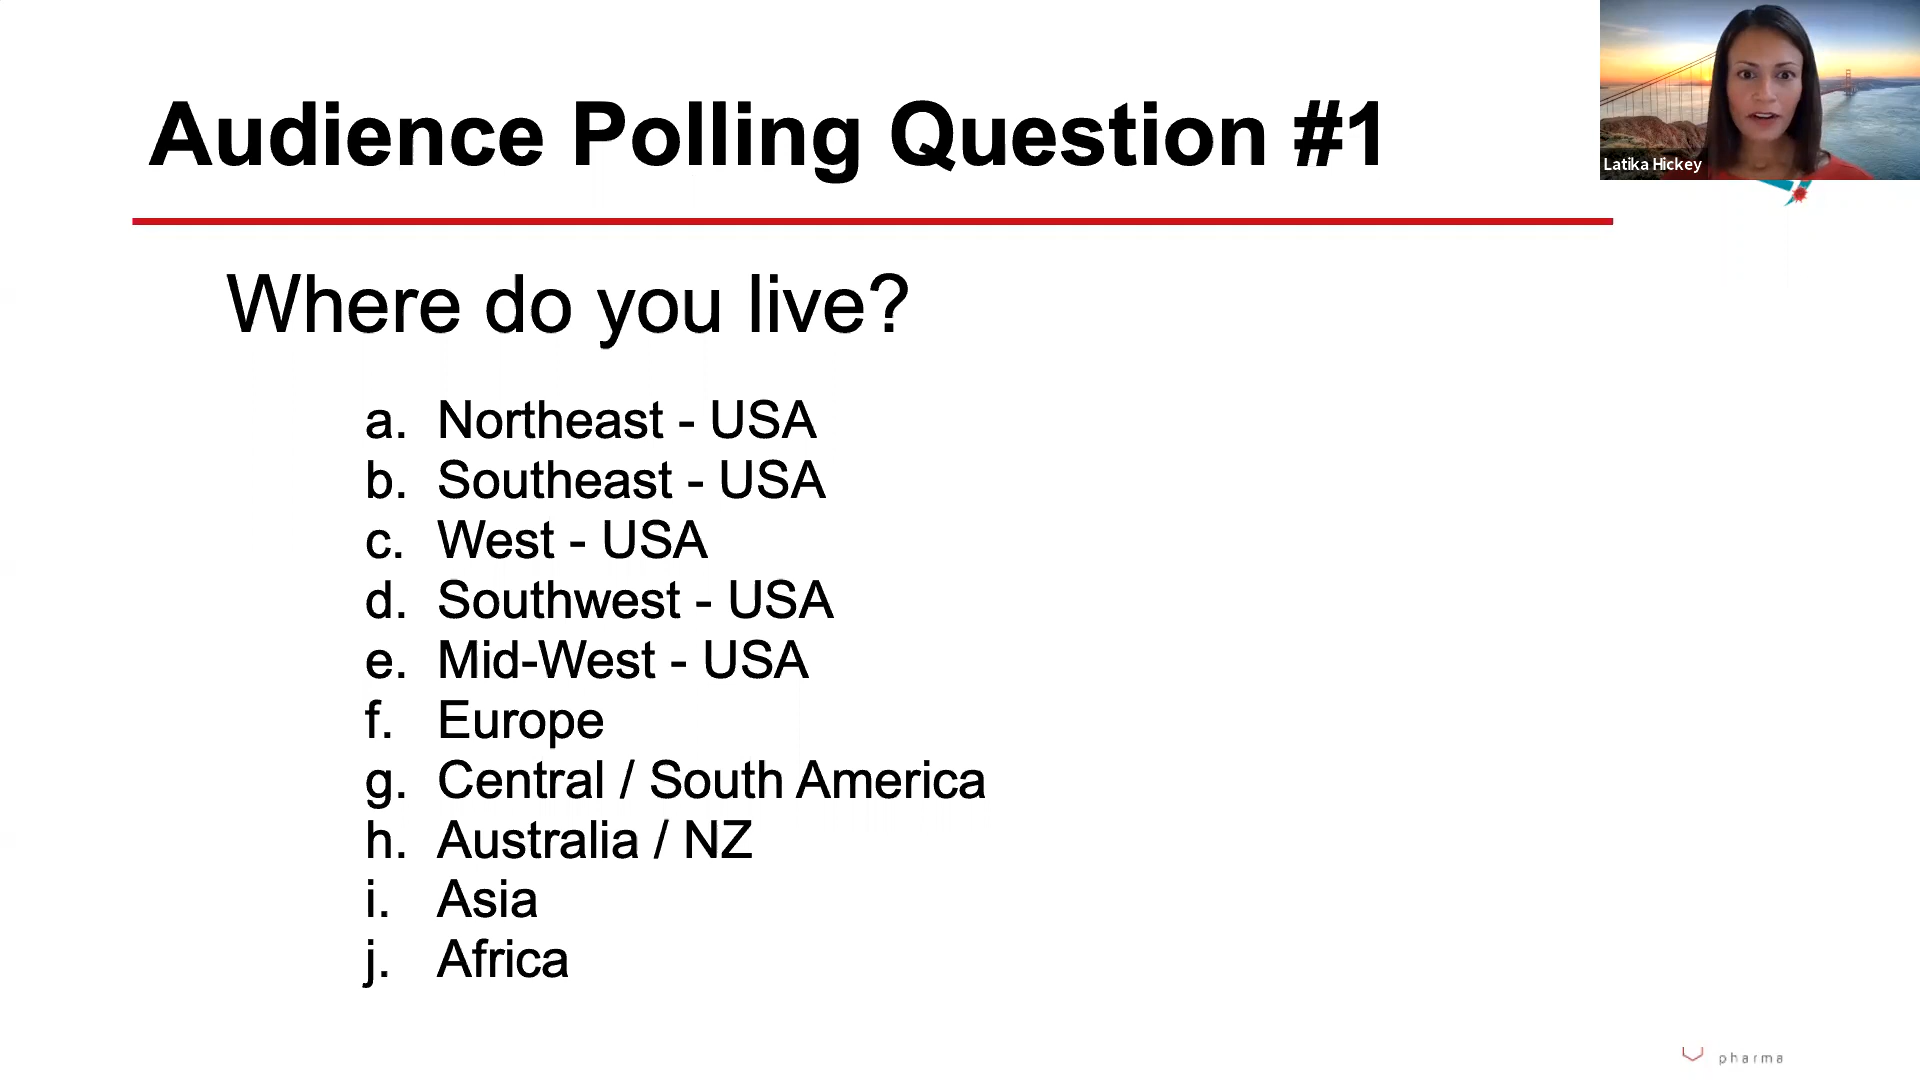 Audience Polling Question #1
Latika Hickey
Where do you live?
a. Northeast - USA
b. Southeast - USA
c. West - USA
d. Southwest - USA
e. Mid-West - USA
f. Europe
g. Central / South America
h. Australia / NZ
i. Asia
j. Africa
pharma